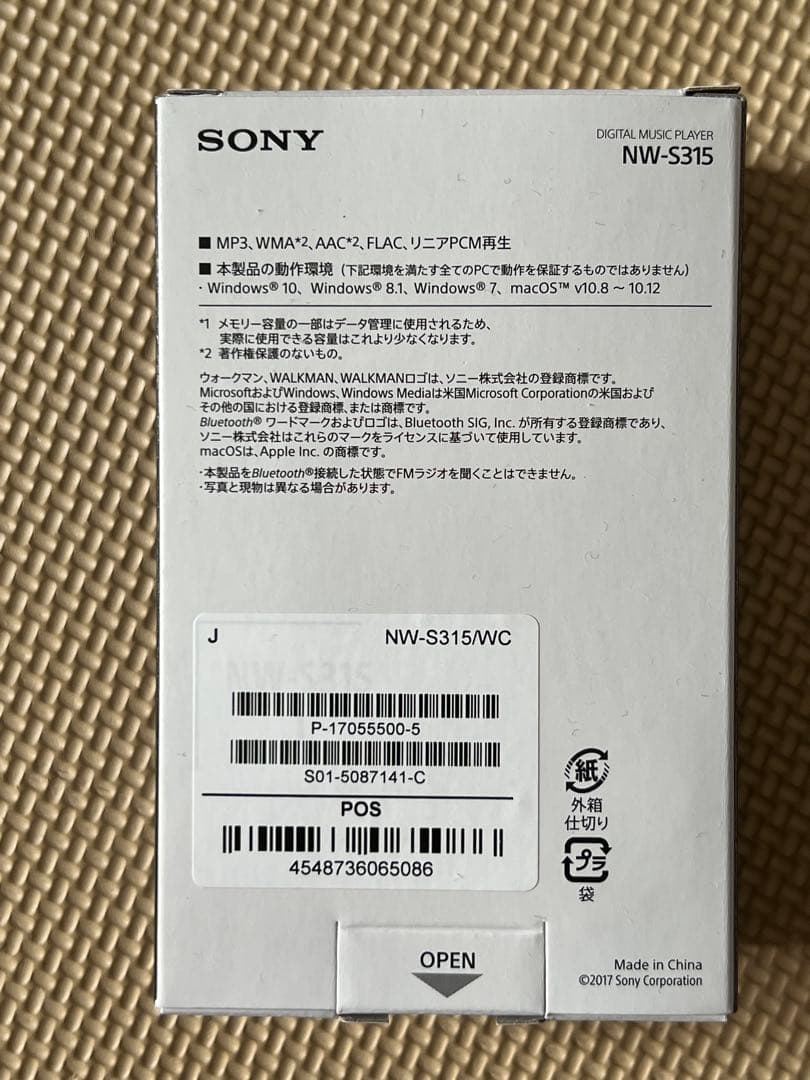 SONY
DIGITAL MUSIC PLAYER
NW-S315
■ MP3、WMA*2、AAC*2、FLAC、リニアPCM再生
■ 本製品の動作環境（下記環境を満たす全てのPCで動作を保証するものではありません）
・Windows® 10、Windows® 8.1、Windows® 7、macOS™ v10.8 ～ 10.12
*1 メモリー容量の一部はデータ管理に使用されるため、
実際に使用できる容量はこれより少なくなります。
*2 著作権保護のないもの。
ウォークマン、WALKMAN、WALKMANロゴは、ソニー株式会社の登録商標です。
MicrosoftおよびWindows、Windows Mediaは米国Microsoft Corporationの米国および
その他の国における登録商標、または商標です。
Bluetooth® ワードマークおよびロゴは、Bluetooth SIG, Inc. が所有する登録商標であり、
ソニー株式会社はこれらのマークをライセンスに基づいて使用しています。
macOSは、Apple Inc. の商標です。
・本製品をBluetooth®接続した状態でFMラジオを聞くことはできません。
・写真と現物は異なる場合があります。
J
NW-S315/WC
NW-S315
P-17055500-5
S01-5087141-C
POS
4548736065086
紙
外箱
仕切り
プラ
袋
OPEN
Made in China
©2017 Sony Corporation